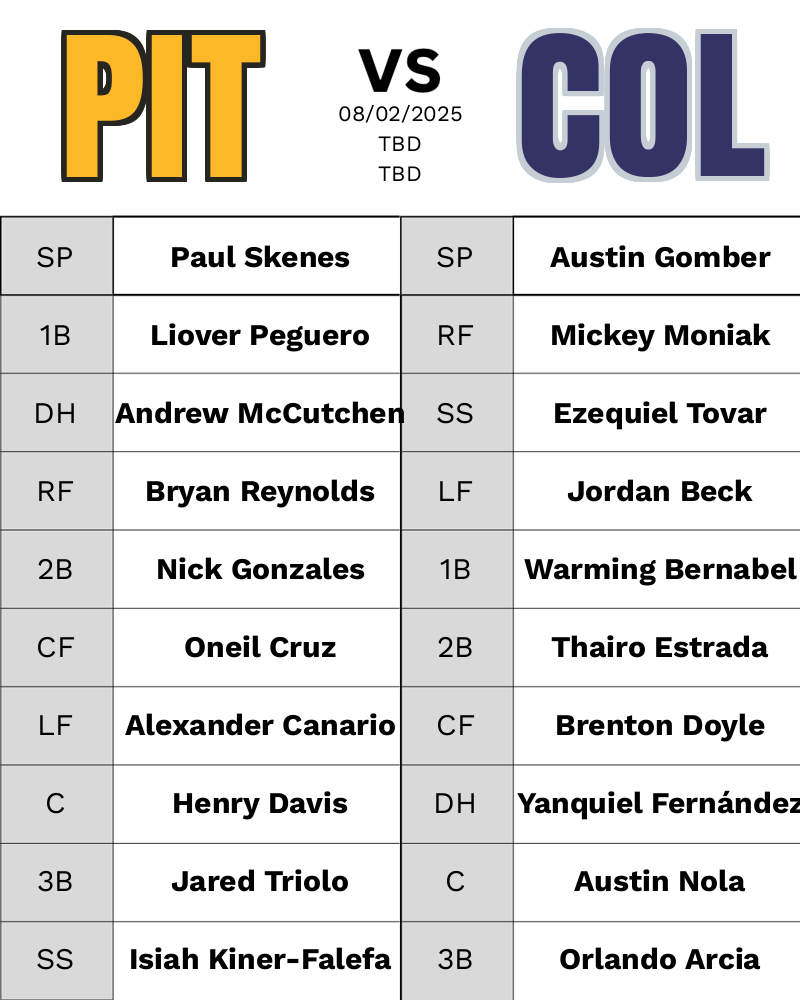 PIT VS COL
08/02/2025
TBD
TBD
SP Paul Skenes SP Austin Gomber
1B Liover Peguero RF Mickey Moniak
DH Andrew McCutchen SS Ezequiel Tovar
RF Bryan Reynolds LF Jordan Beck
2B Nick Gonzales 1B Warming Bernabel
CF Oneil Cruz 2B Thairo Estrada
LF Alexander Canario CF Brenton Doyle
C Henry Davis DH Yanquiel Fernández
3B Jared Triolo C Austin Nola
SS Isiah Kiner-Falefa 3B Orlando Arcia